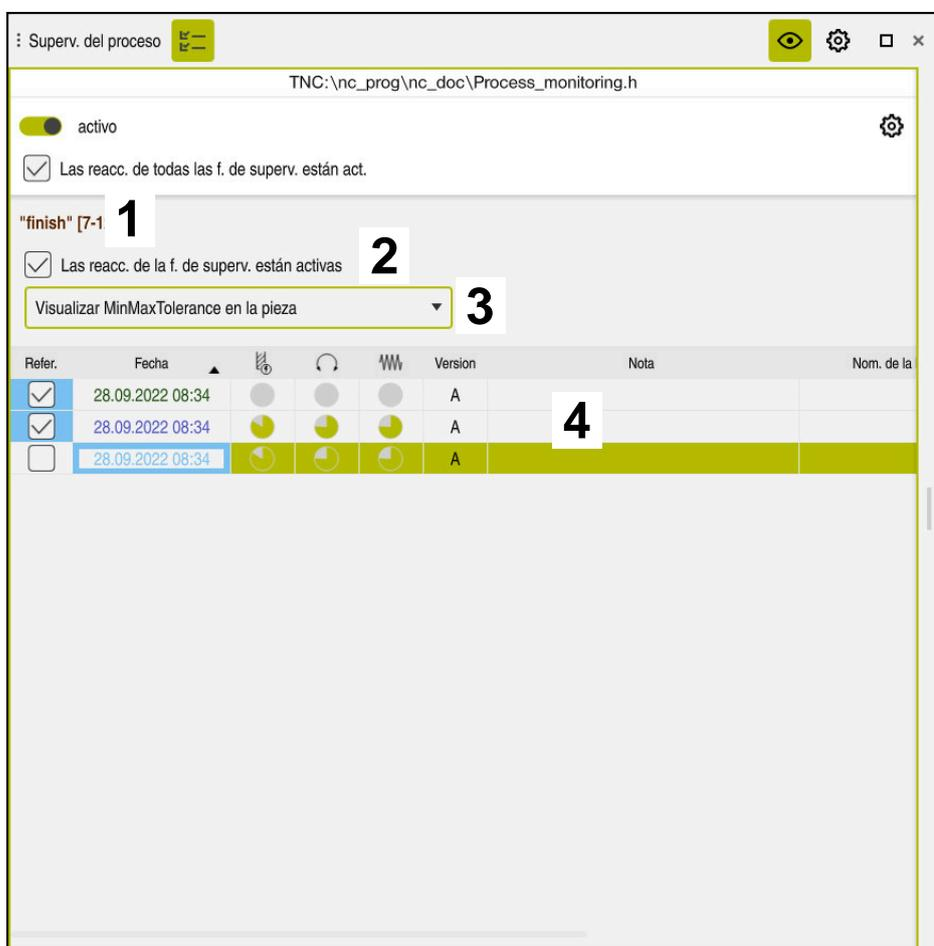 Superv. del proceso
TNC:\nc_prog\nc_doc\Process_monitoring.h
activo
Las reacc. de todas las f. de superv. están act.
"finish" [7-1
1
Las reacc. de la f. de superv. están activas
2
Visualizar MinMaxTolerance en la pieza
3
Refer. Fecha Version Nota Nom. de la
28.09.2022 08:34 A
28.09.2022 08:34 A
4
28.09.2022 08:34 A